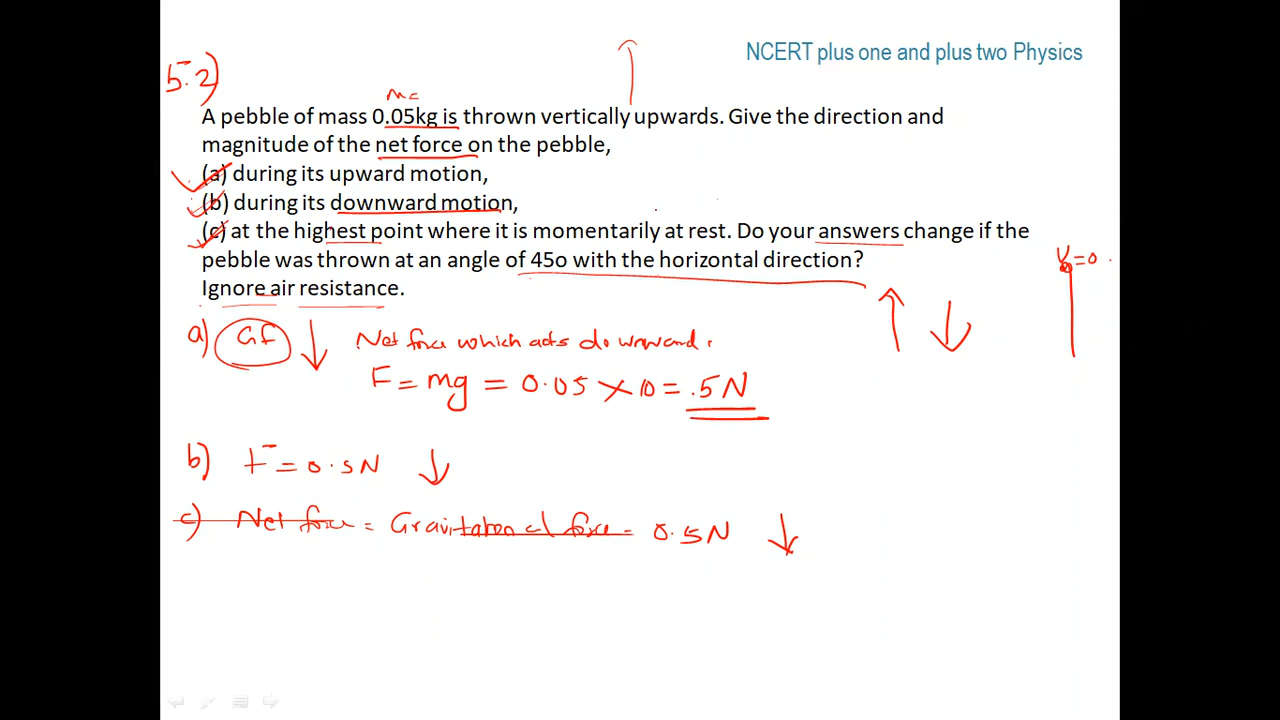 NCERT plus one and plus two Physics
5.2)
A pebble of mass 0.05kg is thrown vertically upwards. Give the direction and
magnitude of the net force on the pebble,
(a) during its upward motion,
(b) during its downward motion,
(c) at the highest point where it is momentarily at rest. Do your answers change if the
pebble was thrown at an angle of 45o with the horizontal direction?
Ignore air resistance.
V=0
a) GF ↓ Net force which acts downward.
F = mg = 0.05 × 10 = .5N
b) F = 0.5N ↓
c) Net force = Gravitational force = 0.5N ↓